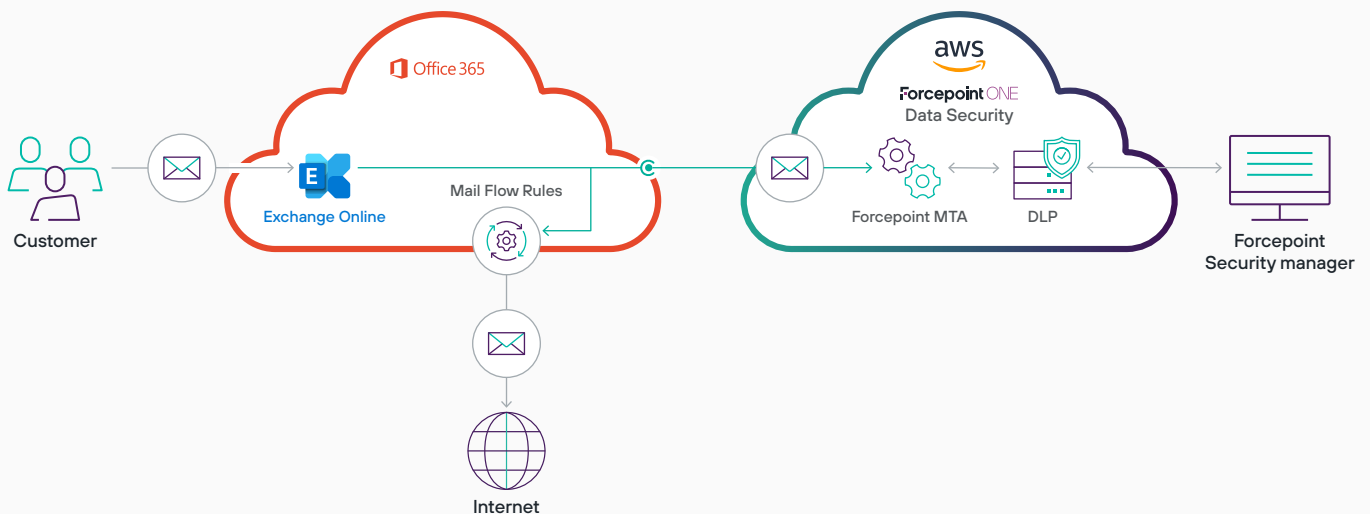 Office 365
aws
Forcepoint ONE
Data Security
E
Mail Flow Rules
Exchange Online
Forcepoint MTA
DLP
Customer
Forcepoint
Security manager
Internet